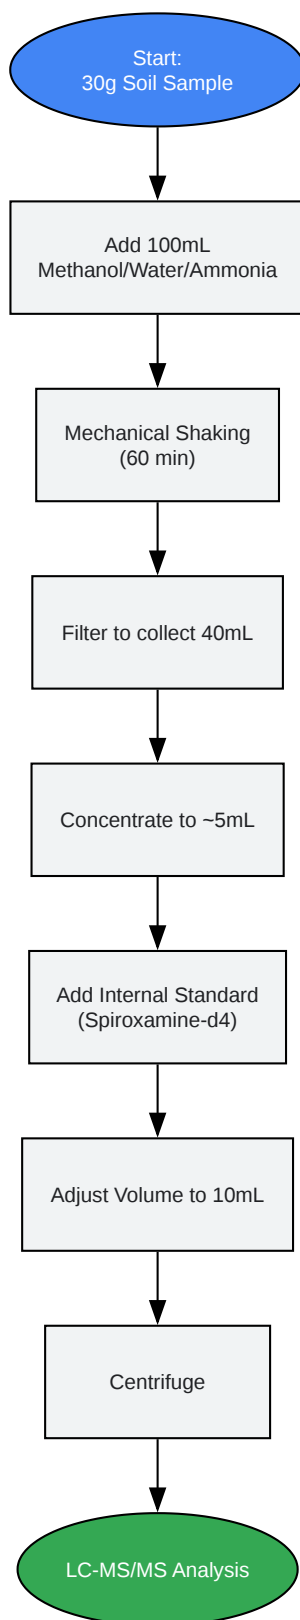 Start:
30g Soil Sample
Add 100mL
Methanol/Water/Ammonia
Mechanical Shaking
(60 min)
Filter to collect 40mL
Concentrate to ~5mL
Add Internal Standard
(Spiroxamine-d4)
Adjust Volume to 10mL
Centrifuge
LC-MS/MS Analysis